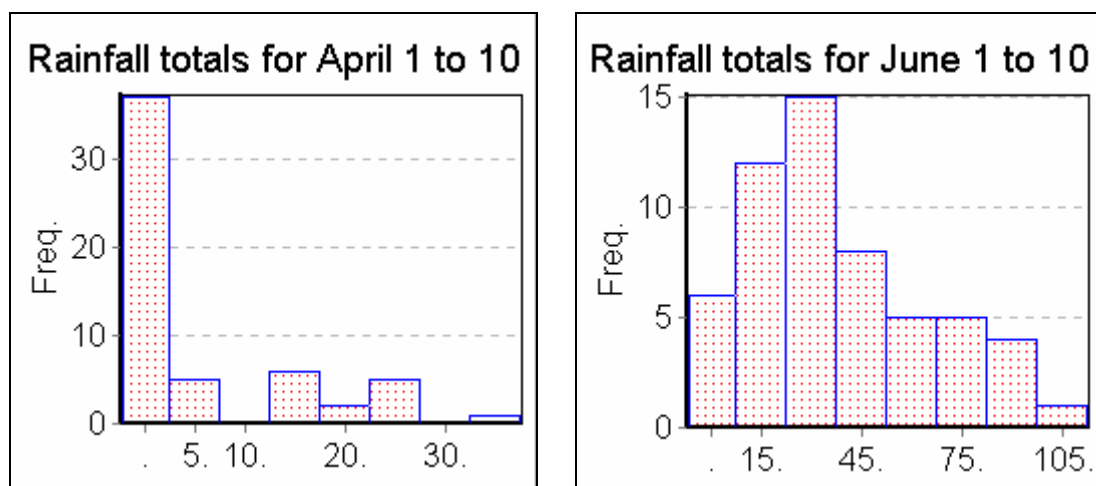 Rainfall totals for April 1 to 10
30
20
10
0
Freq.
. 5. 10. 20. 30.
Rainfall totals for June 1 to 10
15
10
5
0
Freq.
. 15. 45. 75. 105.